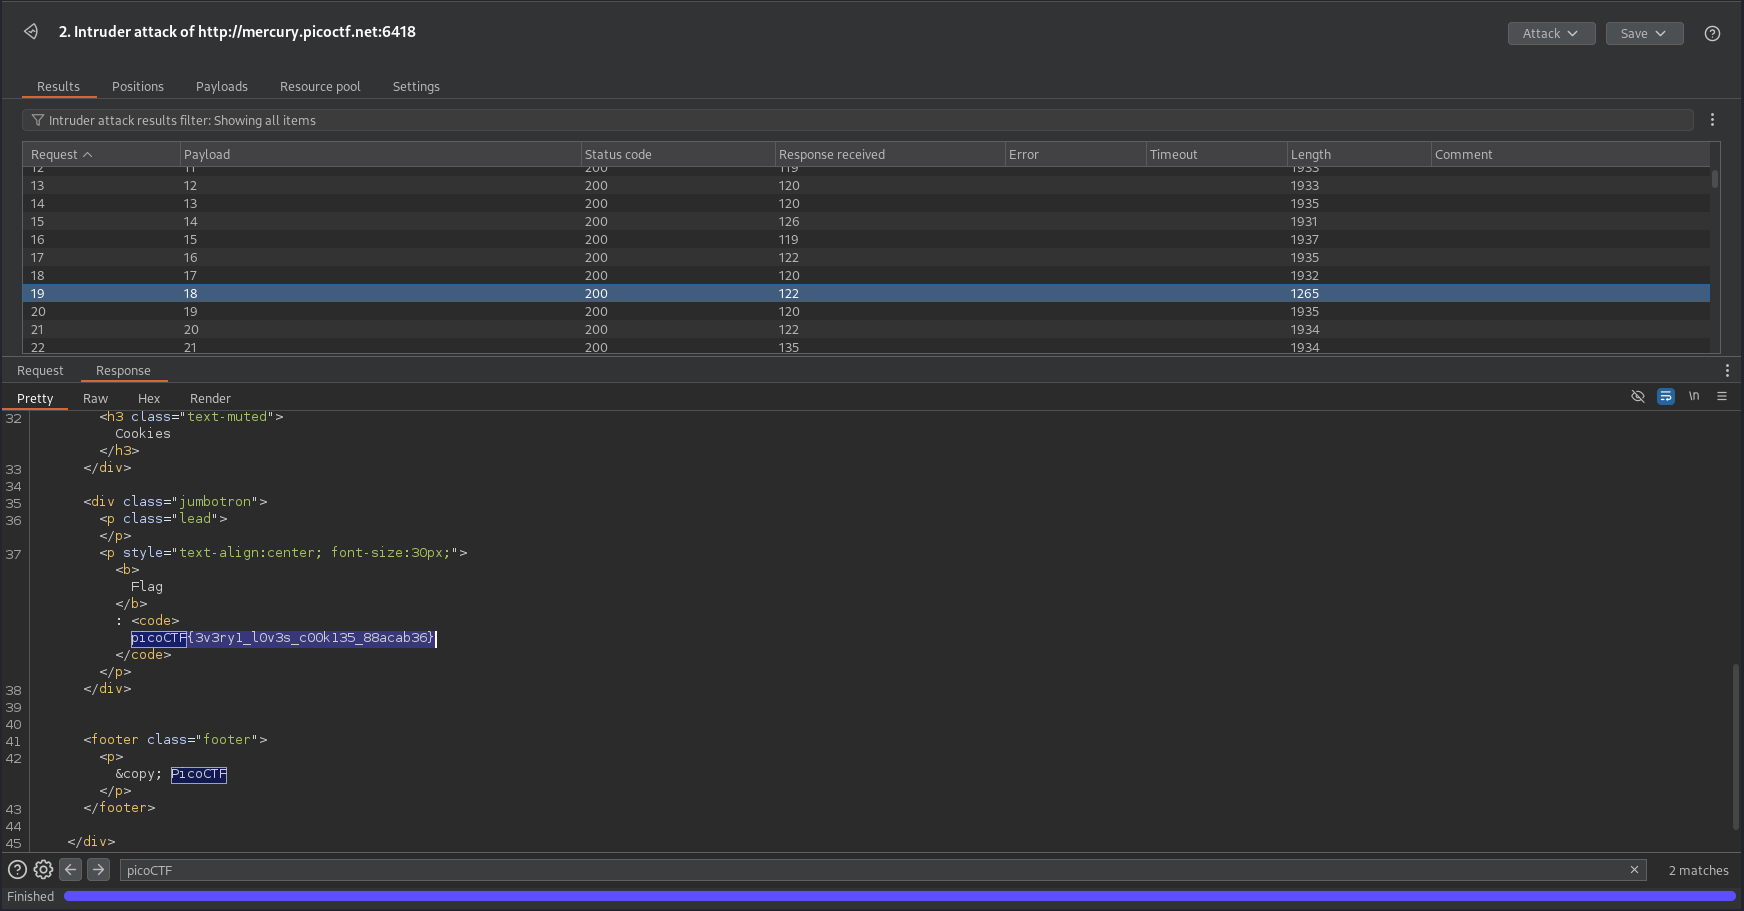 2. Intruder attack of http://mercury.picoctf.net:6418
Attack
Save
Results Positions Payloads Resource pool Settings
Intruder attack results filter: Showing all items
Request Payload Status code Response received Error Timeout Length Comment
12 11 200 119 1933
13 12 200 120 1933
14 13 200 120 1935
15 14 200 126 1931
16 15 200 119 1937
17 16 200 122 1935
18 17 200 120 1932
19 18 200 122 1265
20 19 200 120 1935
21 20 200 122 1934
22 21 200 135 1934
Request Response
Pretty Raw Hex Render
\n
32 <h3 class="text-muted">
Cookies
</h3>
33 </div>
34
35 <div class="jumbotron">
36 <p class="lead">
</p>
37 <p style="text-align:center; font-size:30px;">
<b>
Flag
</b>
: <code>
picoCTF{3v3ry1_l0v3s_c00k135_88acab36}
</code>
</p>
38 </div>
39
40
41 <footer class="footer">
42 <p>
&copy; PicoCTF
</p>
43 </footer>
44
45 </div>
picoCTF 2 matches
Finished